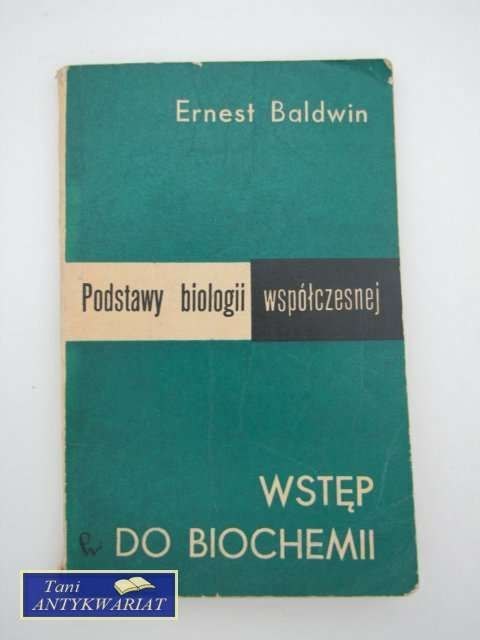 Ernest Baldwin
Podstawy biologii współczesnej
WSTĘP
DO BIOCHEMII
Tani
ANTYKWARIAT